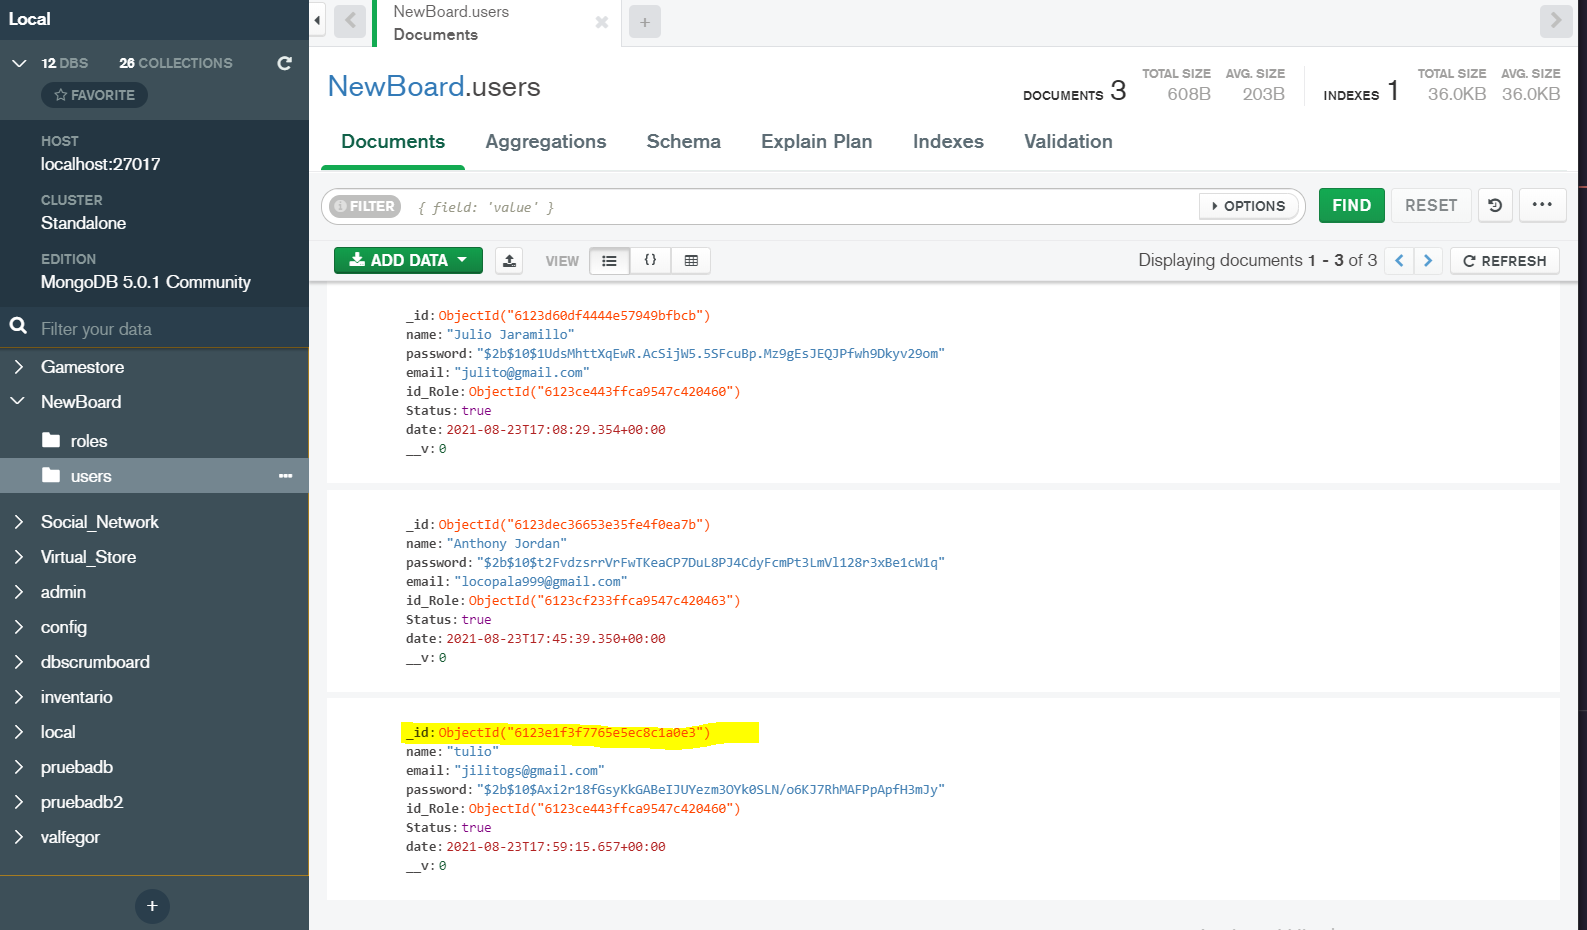 Local
12 DBS 26 COLLECTIONS
FAVORITE
HOST
localhost:27017
CLUSTER
Standalone
EDITION
MongoDB 5.0.1 Community
Filter your data
Gamestore
NewBoard
roles
users
Social_Network
Virtual_Store
admin
config
dbscrumboard
inventario
local
pruebadb
pruebadb2
valfegor
+
NewBoard.users
Documents
+
NewBoard.users
DOCUMENTS 3 TOTAL SIZE 608B AVG. SIZE 203B
INDEXES 1 TOTAL SIZE 36.0KB AVG. SIZE 36.0KB
Documents Aggregations Schema Explain Plan Indexes Validation
FILTER { field: 'value' } OPTIONS FIND RESET ...
ADD DATA VIEW {} Displaying documents 1 - 3 of 3 REFRESH
_id: ObjectId("6123d60df4444e57949bfbcb")
name: "Julio Jaramillo"
password: "$2b$10$1UdsMhttXqEwR.AcSijW5.5SFcuBp.Mz9gEsJEQJPfwh9Dkyv29om"
email: "julito@gmail.com"
id_Role: ObjectId("6123ce443ffca9547c420460")
Status: true
date: 2021-08-23T17:08:29.354+00:00
__v: 0
_id: ObjectId("6123dec36653e35fe4f0ea7b")
name: "Anthony Jordan"
password: "$2b$10$t2FvdzsrrVrFwTKeaCP7DuL8PJ4CdyFcmPt3LmVl128r3xBe1cW1q"
email: "locopala999@gmail.com"
id_Role: ObjectId("6123cf233ffca9547c420463")
Status: true
date: 2021-08-23T17:45:39.350+00:00
__v: 0
_id: ObjectId("6123e1f3f7765e5ec8c1a0e3")
name: "tulio"
email: "jilitogs@gmail.com"
password: "$2b$10$Axi2r18fGsyKkGABeIJUYezm3OYk0SLN/o6KJ7RhMAFPpApfH3mJy"
id_Role: ObjectId("6123ce443ffca9547c420460")
Status: true
date: 2021-08-23T17:59:15.657+00:00
__v: 0